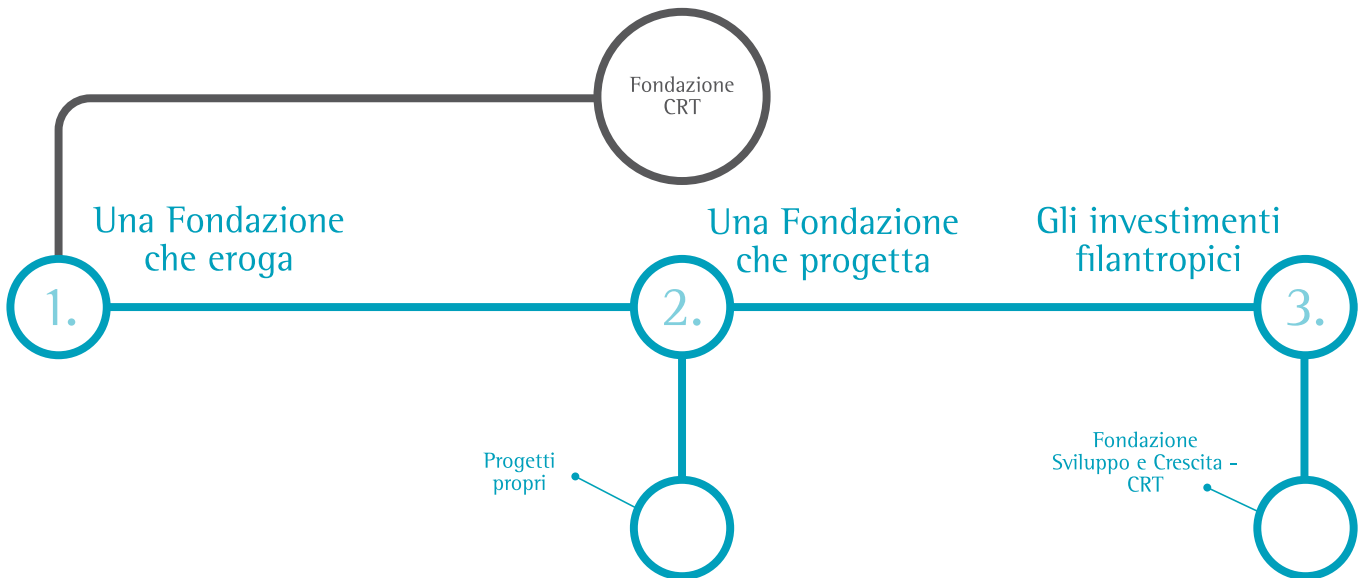 Fondazione
CRT
Una Fondazione
che eroga
Una Fondazione
che progetta
Gli investimenti
filantropici
1.
2.
3.
Progetti
propri
Fondazione
Sviluppo e Crescita -
CRT